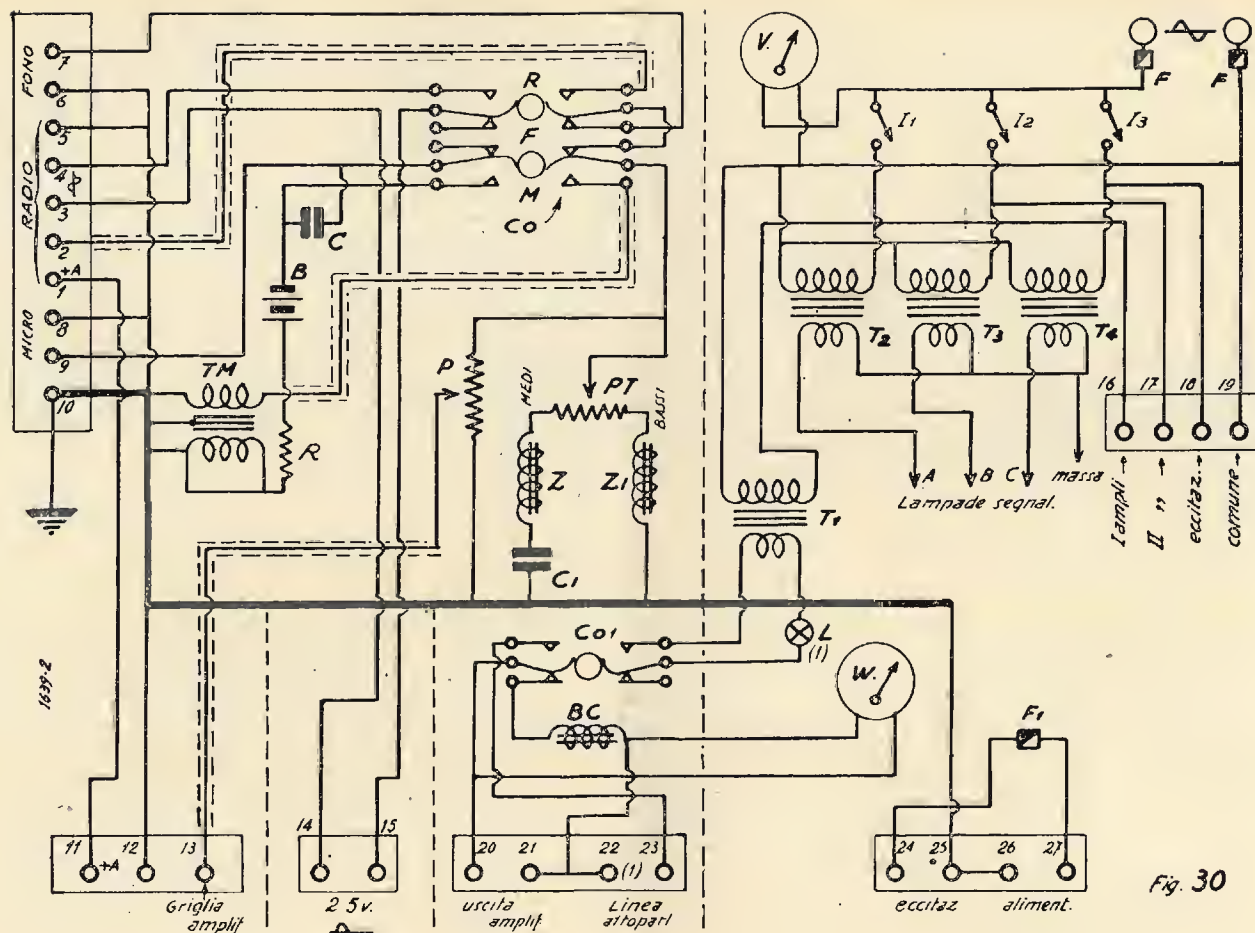 FONO
7
6
RADIO
5
4
3
2
+A
1
MICRO
8
9
10
TM
R
B
C
R
F
M
Co
P
MEDI
PT
BASSI
Z
Z1
C1
V.
F
F
I1
I2
I3
T2
T3
T4
T1
A
B
C
massa
Lampade segnal.
16
17
18
19
I ampli
II "
eccitaz.
comune
Co1
L
(1)
W.
BC
F1
1639-2
11
12
13
+A
Griglia
amplif
14
15
2 5v.
20
21
22
23
(1)
uscita
amplif
Linea
altoparl
24
25
26
27
eccitaz
aliment.
Fig. 30